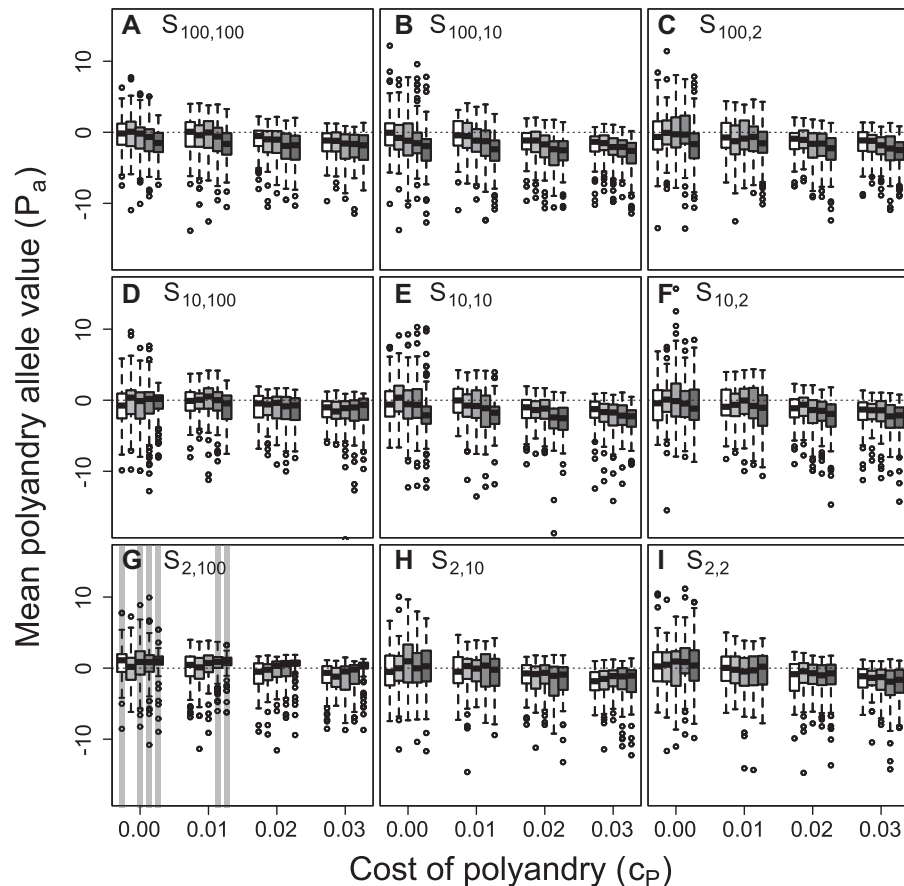 A S100,100
B S100,10
C S100,2
10
0
-10
D S10,100
E S10,10
F S10,2
10
0
-10
G S2,100
H S2,10
I S2,2
10
0
-10
Mean polyandry allele value (Pa)
0.00 0.01 0.02 0.03
0.00 0.01 0.02 0.03
0.00 0.01 0.02 0.03
Cost of polyandry (cP)